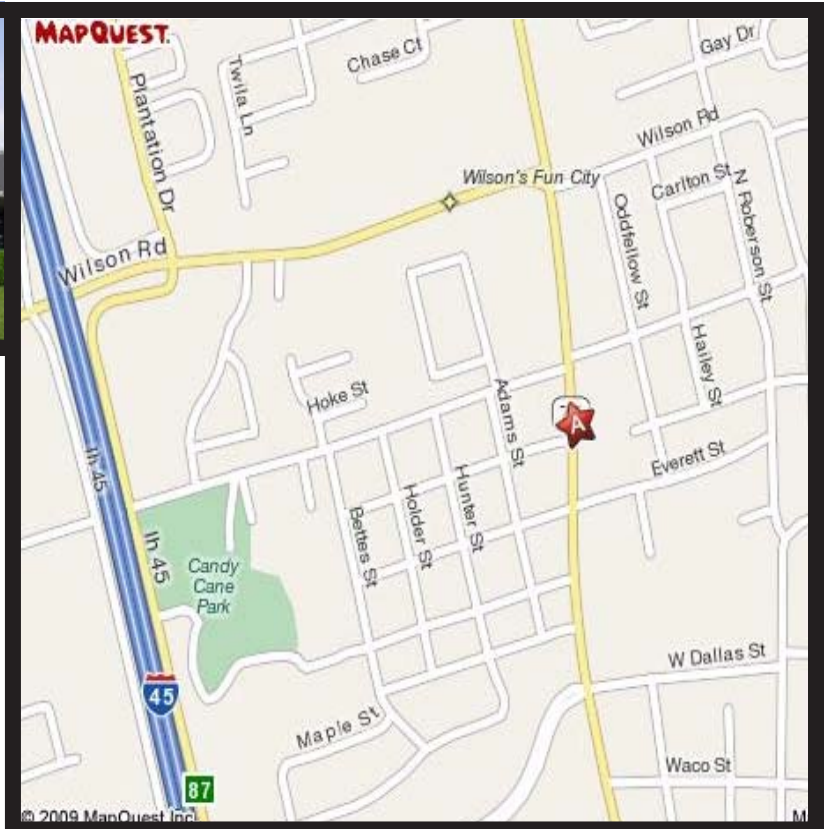 MAPQUEST.
Chase Ct
Gay Dr
Twila Ln
Plantation Dr
Wilson Rd
Wilson's Fun City
Carlton St
N Roberson St
Oddfellow St
Wilson Rd
Hailey St
Hoke St
Adams St
A
Everett St
Ih 45
Hunter St
Holder St
Bettes St
Ih 45
Candy
Cane
Park
W Dallas St
45
Maple St
Waco St
87
© 2009 MapQuest Inc
M